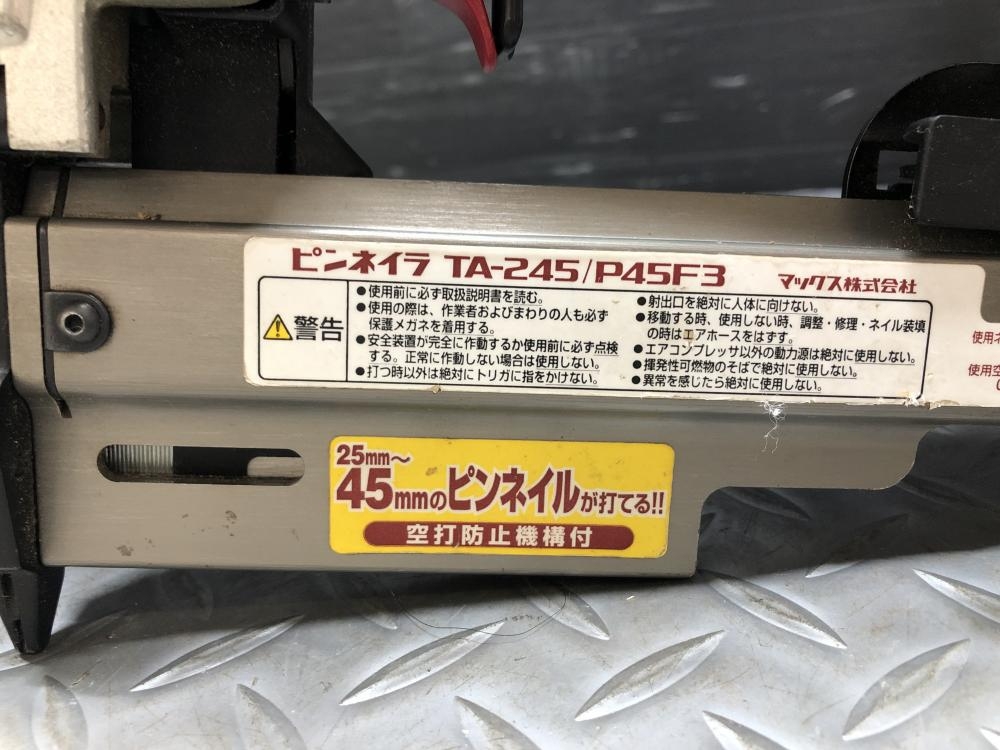 ピンネイラ TA-245/P45F3 マックス株式会社
警告
●使用前に必ず取扱説明書を読む。
●使用の際は、作業者およびまわりの人も必ず
保護メガネを着用する。
●安全装置が完全に作動するか使用前に必ず点検
する。正常に作動しない場合は使用しない。
●打つ時以外は絶対にトリガに指をかけない。
●射出口を絶対に人体に向けない。
●移動する時、使用しない時、調整・修理・ネイル装填
の時はエアホースをはずす。
●エアコンプレッサ以外の動力源は絶対に使用しない。
●揮発性可燃物のそばで絶対に使用しない。
●異常を感じたら絶対に使用しない。
使用ネ
使用空
25mm～
45mmのピンネイルが打てる!!
空打防止機構付